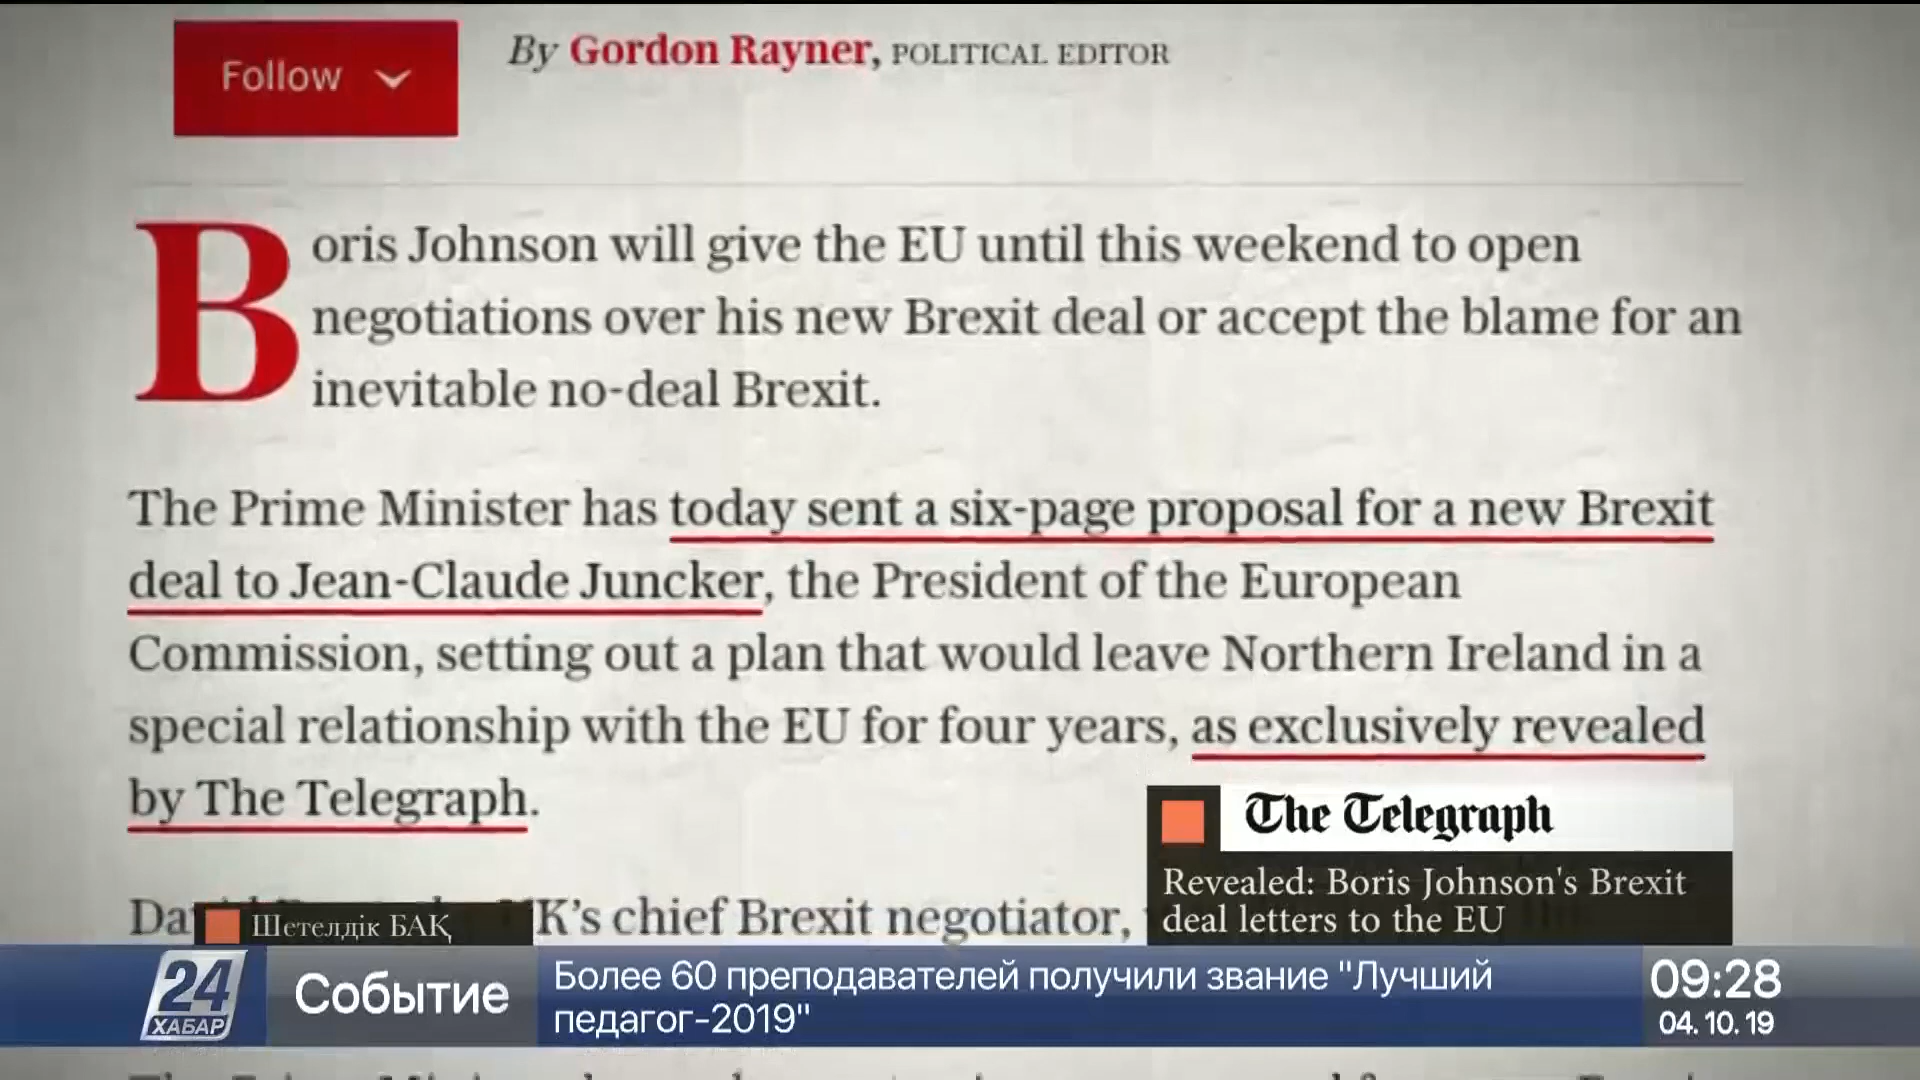 Follow
By Gordon Rayner, POLITICAL EDITOR
Boris Johnson will give the EU until this weekend to open
negotiations over his new Brexit deal or accept the blame for an
inevitable no-deal Brexit.
The Prime Minister has today sent a six-page proposal for a new Brexit
deal to Jean-Claude Juncker, the President of the European
Commission, setting out a plan that would leave Northern Ireland in a
special relationship with the EU for four years, as exclusively revealed
by The Telegraph.
The Telegraph
Revealed: Boris Johnson's Brexit
deal letters to the EU
chief Brexit negotiator,
Шетелдік БАҚ
24
ХАБАР
Событие
Более 60 преподавателей получили звание "Лучший
педагог-2019"
09:28
04.10.19